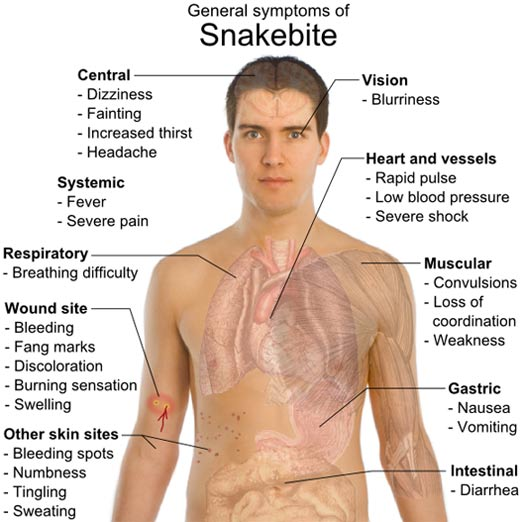 General symptoms of
Snakebite
Central
- Dizziness
- Fainting
- Increased thirst
- Headache
Vision
- Blurriness
Systemic
- Fever
- Severe pain
Heart and vessels
- Rapid pulse
- Low blood pressure
- Severe shock
Respiratory
- Breathing difficulty
Muscular
- Convulsions
- Loss of
coordination
- Weakness
Wound site
- Bleeding
- Fang marks
- Discoloration
- Burning sensation
- Swelling
Gastric
- Nausea
- Vomiting
Other skin sites
- Bleeding spots
- Numbness
- Tingling
- Sweating
Intestinal
- Diarrhea